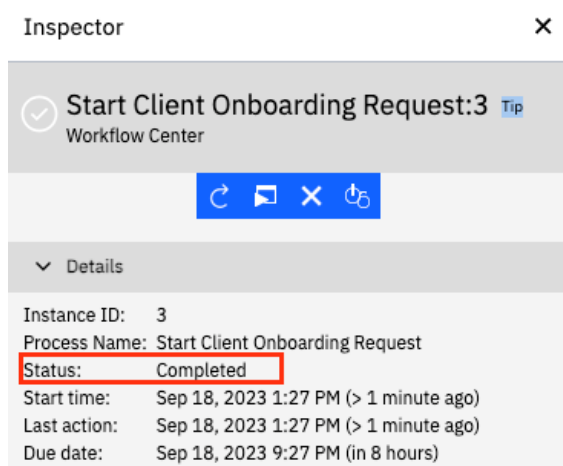 Inspector
Start Client Onboarding Request:3 Tip
Workflow Center
Details
Instance ID: 3
Process Name: Start Client Onboarding Request
Status: Completed
Start time: Sep 18, 2023 1:27 PM (> 1 minute ago)
Last action: Sep 18, 2023 1:27 PM (> 1 minute ago)
Due date: Sep 18, 2023 9:27 PM (in 8 hours)